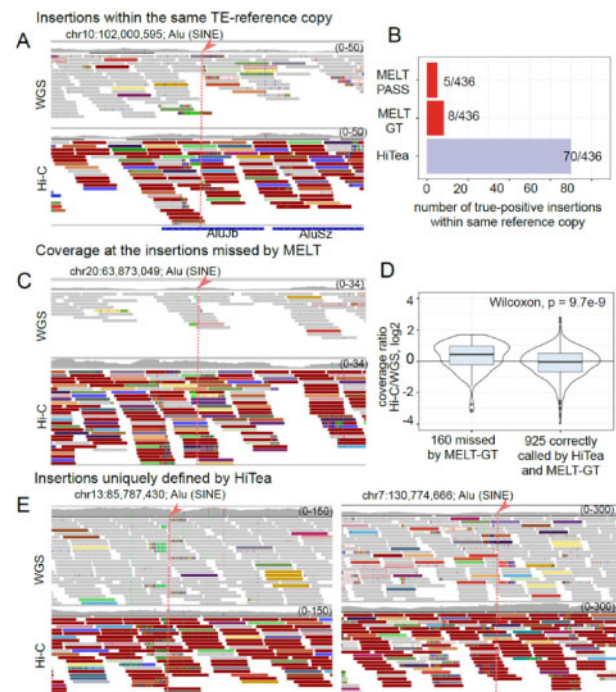 Insertions within the same TE-reference copy
A
chr10:102,000,595; Alu (SINE)
(0-50)
WGS
(0-50)
Hi-C
AluJb
AluSz
B
MELT
PASS
5/436
MELT
GT
8/436
HiTea
70/436
0 20 40 60 80
number of true-positive insertions
within same reference copy
Coverage at the insertions missed by MELT
C
chr20:63,873,049; Alu (SINE)
(0-34)
WGS
(0-34)
Hi-C
D
Wilcoxon, p = 9.7e-9
coverage ratio
Hi-C/WGS, log2
4
2
0
-2
-4
160 missed
by MELT-GT
925 correctly
called by HiTea
and MELT-GT
Insertions uniquely defined by HiTea
E
chr13:85,787,430; Alu (SINE)
(0-150)
WGS
(0-150)
Hi-C
chr7:130,774,666; Alu (SINE)
(0-300)
(0-300)